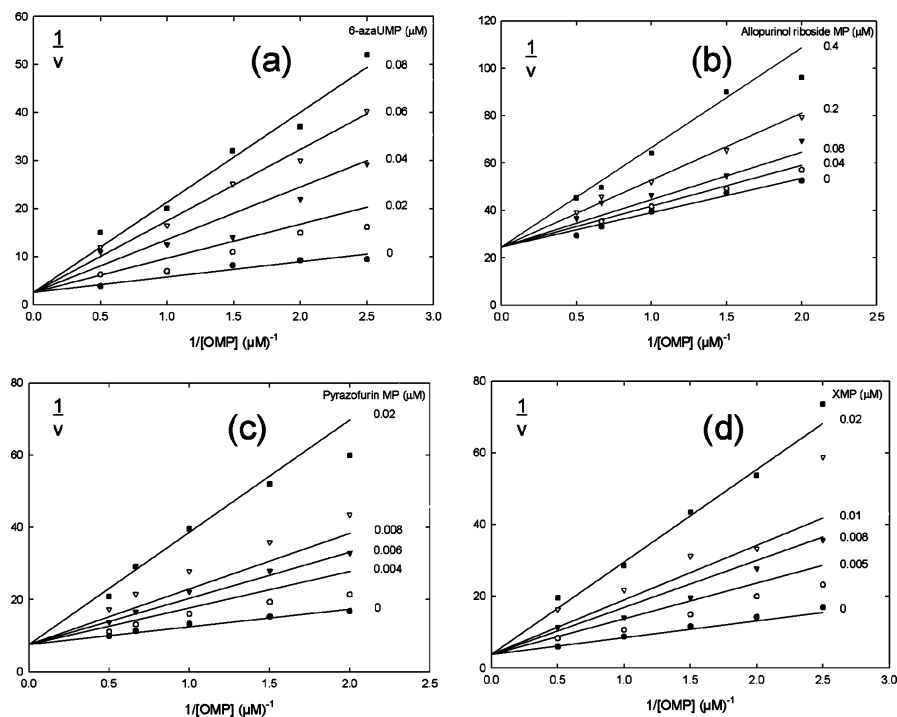 6-azaUMP (μM)
1
v
(a)
0.08
0.06
0.04
0.02
0
60
50
40
30
20
10
0
0.0 0.5 1.0 1.5 2.0 2.5 3.0
1/[OMP] (μM)-1
Allopurinol riboside MP (μM)
1
v
(b)
0.4
0.2
0.08
0.04
0
120
100
80
60
40
20
0
0.0 0.5 1.0 1.5 2.0 2.5
1/[OMP] (μM)-1
Pyrazofurin MP (μM)
1
v
(c)
0.02
0.008
0.006
0.004
0
80
60
40
20
0
0.0 0.5 1.0 1.5 2.0 2.5
1/[OMP] (μM)-1
XMP (μM)
1
v
(d)
0.02
0.01
0.008
0.005
0
80
60
40
20
0
0.0 0.5 1.0 1.5 2.0 2.5 3.0
1/[OMP] (μM)-1